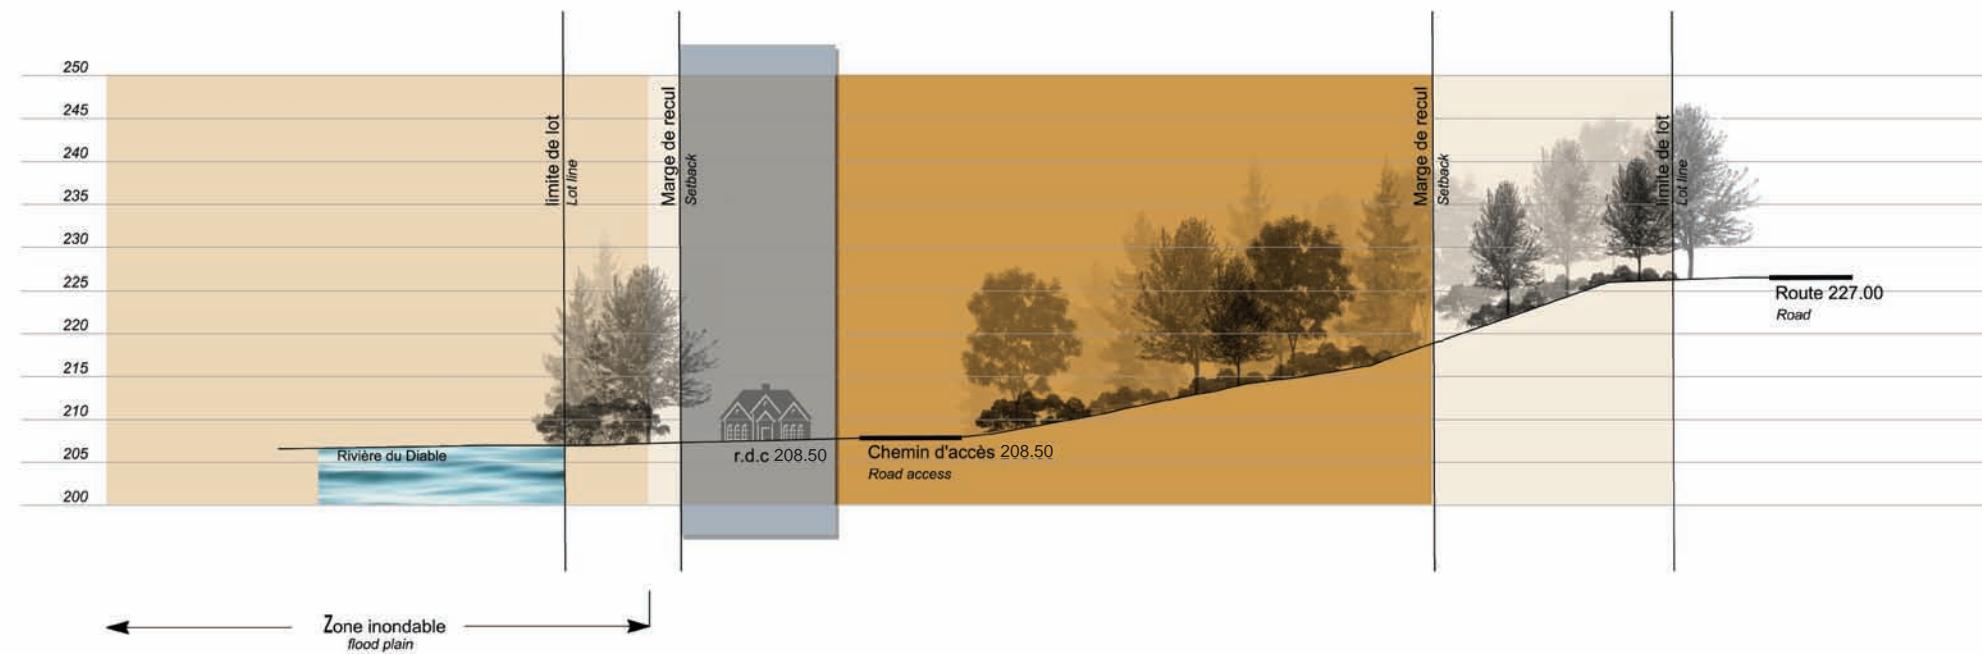 250
245
240
235
230
225
220
215
210
205
200
limite de lot
Lot line
Marge de recul
Setback
Marge de recul
Setback
limite de lot
Lot line
Rivière du Diable
r.d.c 208.50
Chemin d'accès 208.50
Road access
Route 227.00
Road
Zone inondable
flood plain